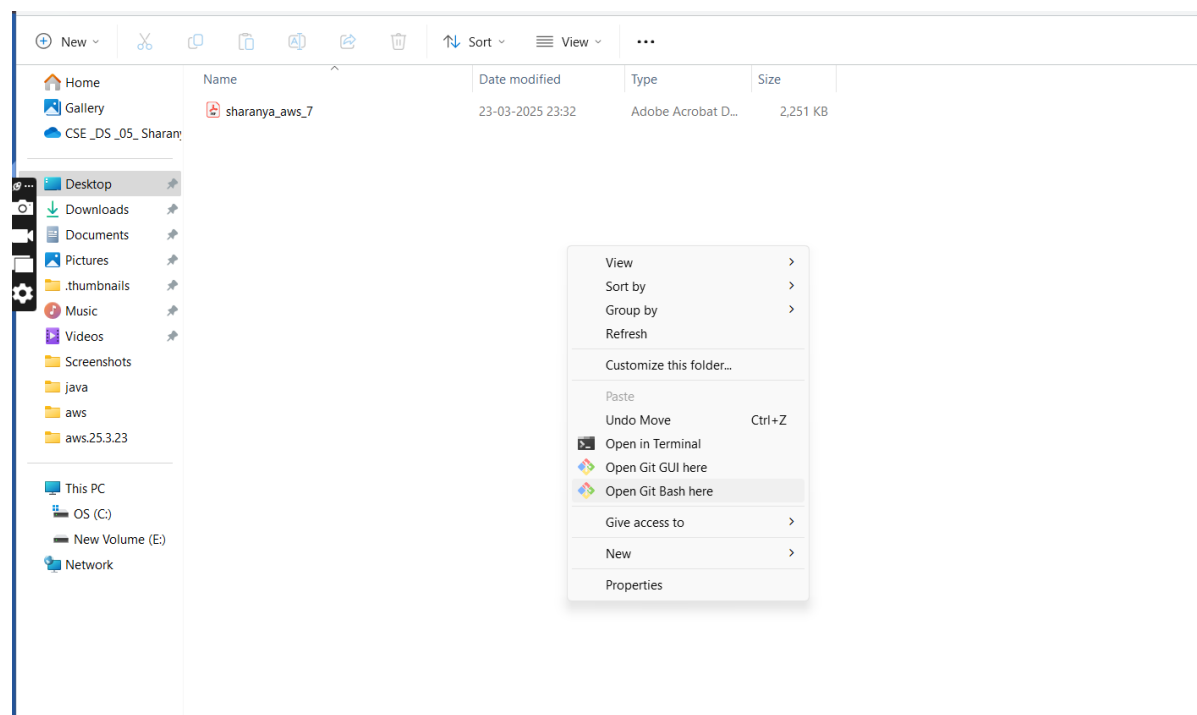 New
Sort
View
Home
Gallery
CSE _DS _05_ Sharany
Desktop
Downloads
Documents
Pictures
.thumbnails
Music
Videos
Screenshots
java
aws
aws.25.3.23
This PC
OS (C:)
New Volume (E:)
Network
Name Date modified Type Size
sharanya_aws_7 23-03-2025 23:32 Adobe Acrobat D... 2,251 KB
View
Sort by
Group by
Refresh
Customize this folder...
Paste
Undo Move Ctrl+Z
Open in Terminal
Open Git GUI here
Open Git Bash here
Give access to
New
Properties